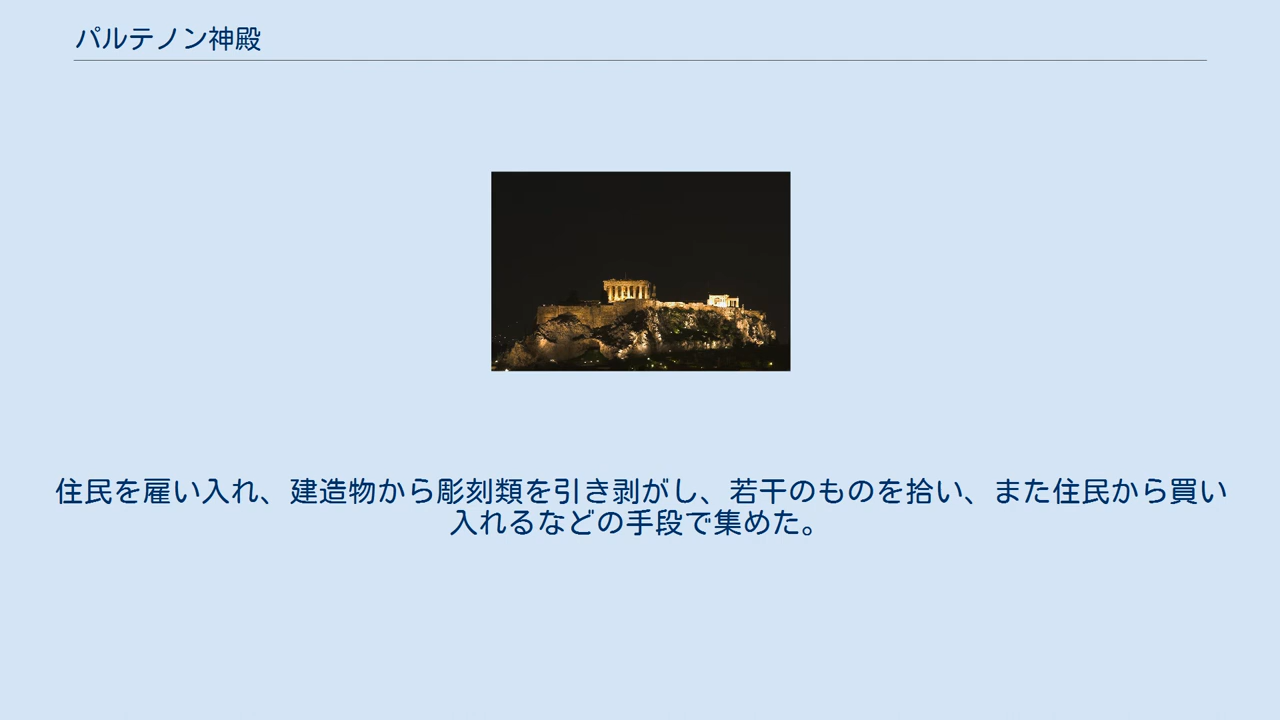 パルテノン神殿
住民を雇い入れ、建造物から彫刻類を引き剥がし、若干のものを拾い、また住民から買い
入れるなどの手段で集めた。